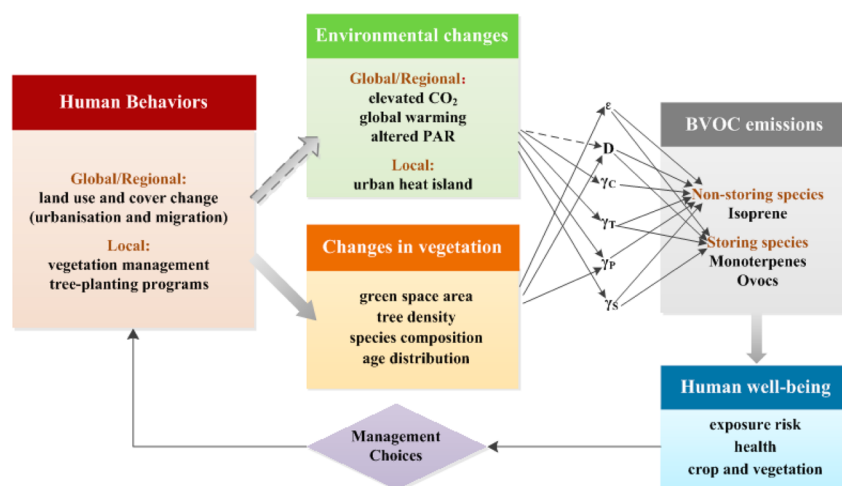 Environmental changes
Global/Regional:
elevated CO₂
global warming
altered PAR
Local:
urban heat island
Human Behaviors
Global/Regional:
land use and cover change
(urbanisation and migration)
Local:
vegetation management
tree-planting programs
Changes in vegetation
green space area
tree density
species composition
age distribution
ε
D
γC
γT
γP
γS
BVOC emissions
Non-storing species
Isoprene
Storing species
Monoterpenes
Ovocs
Human well-being
exposure risk
health
crop and vegetation
Management
Choices